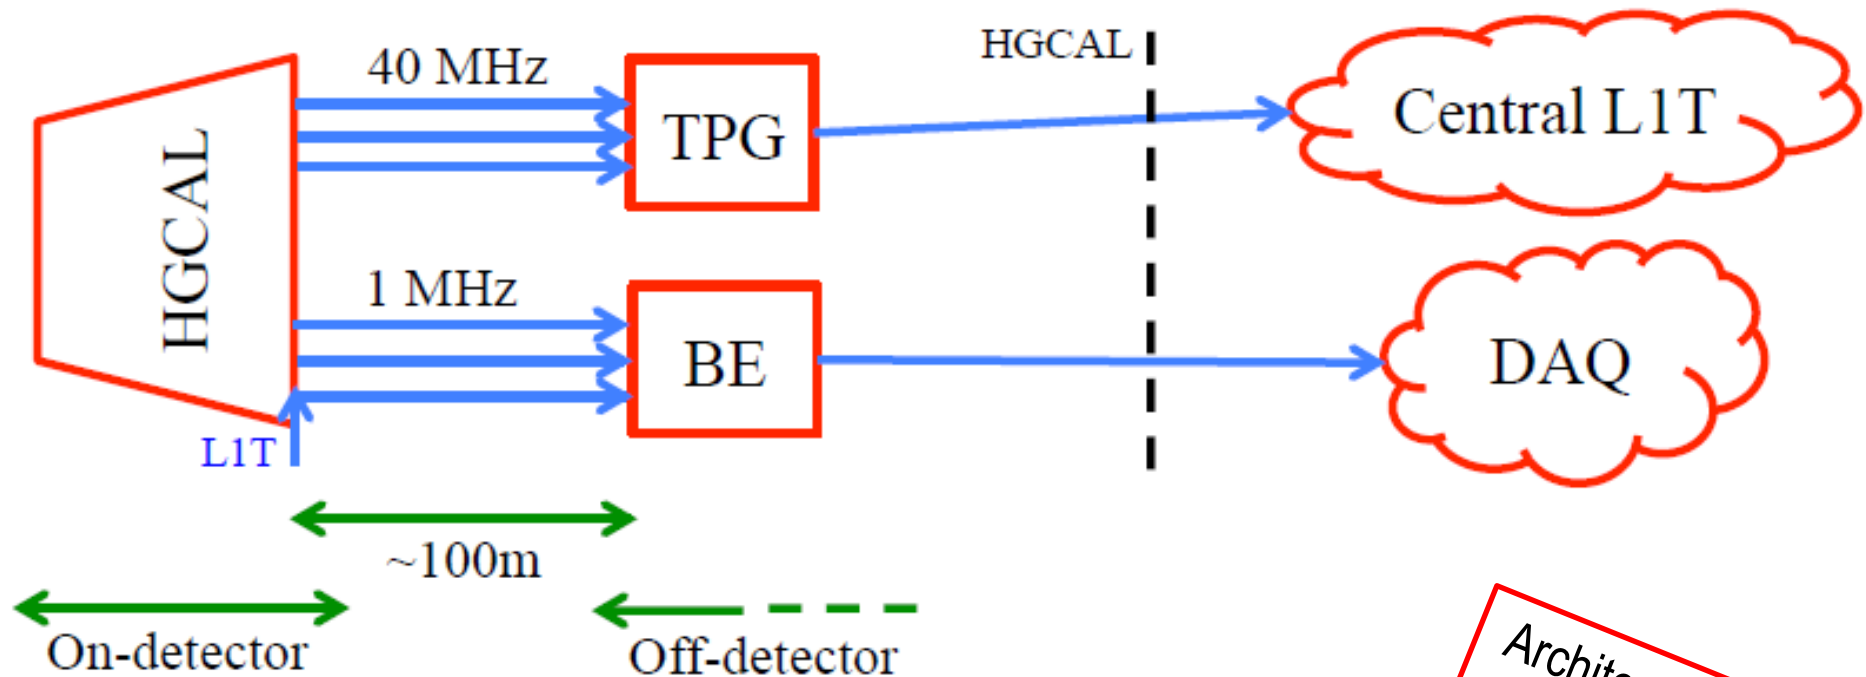 40 MHz
HGCAL
TPG
Central L1T
HGCAL
1 MHz
BE
DAQ
L1T
~100m
On-detector
Off-detector